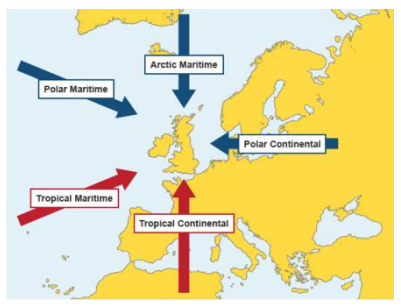 Arctic Maritime
Polar Maritime
Polar Continental
Tropical Maritime
Tropical Continental